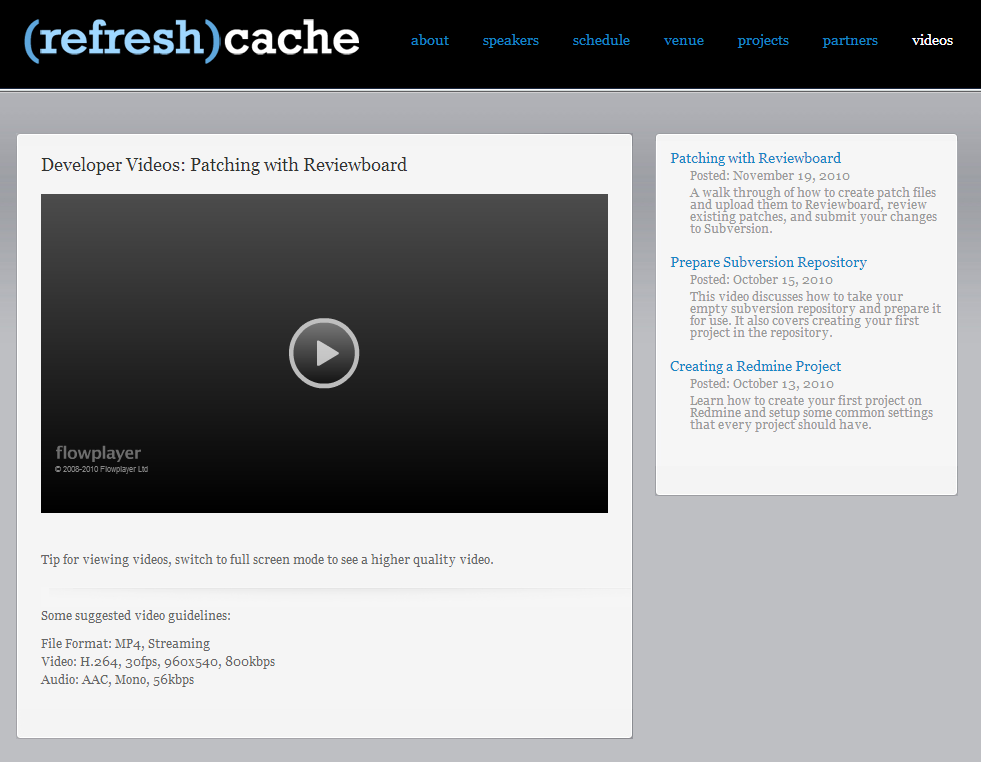 (refresh)cache
about speakers schedule venue projects partners videos
Developer Videos: Patching with Reviewboard
flowplayer
© 2008-2010 Flowplayer Ltd
Tip for viewing videos, switch to full screen mode to see a higher quality video.
Some suggested video guidelines:
File Format: MP4, Streaming
Video: H.264, 30fps, 960x540, 800kbps
Audio: AAC, Mono, 56kbps
Patching with Reviewboard
Posted: November 19, 2010
A walk through of how to create patch files
and upload them to Reviewboard, review
existing patches, and submit your changes
to Subversion.
Prepare Subversion Repository
Posted: October 15, 2010
This video discusses how to take your
empty subversion repository and prepare it
for use. It also covers creating your first
project in the repository.
Creating a Redmine Project
Posted: October 13, 2010
Learn how to create your first project on
Redmine and setup some common settings
that every project should have.